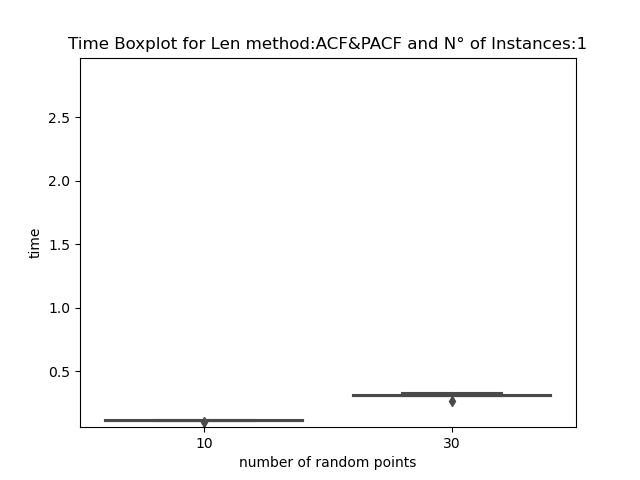 Time Boxplot for Len method:ACF&PACF and N° of Instances:1
2.5
2.0
1.5
1.0
0.5
time
10 30
number of random points